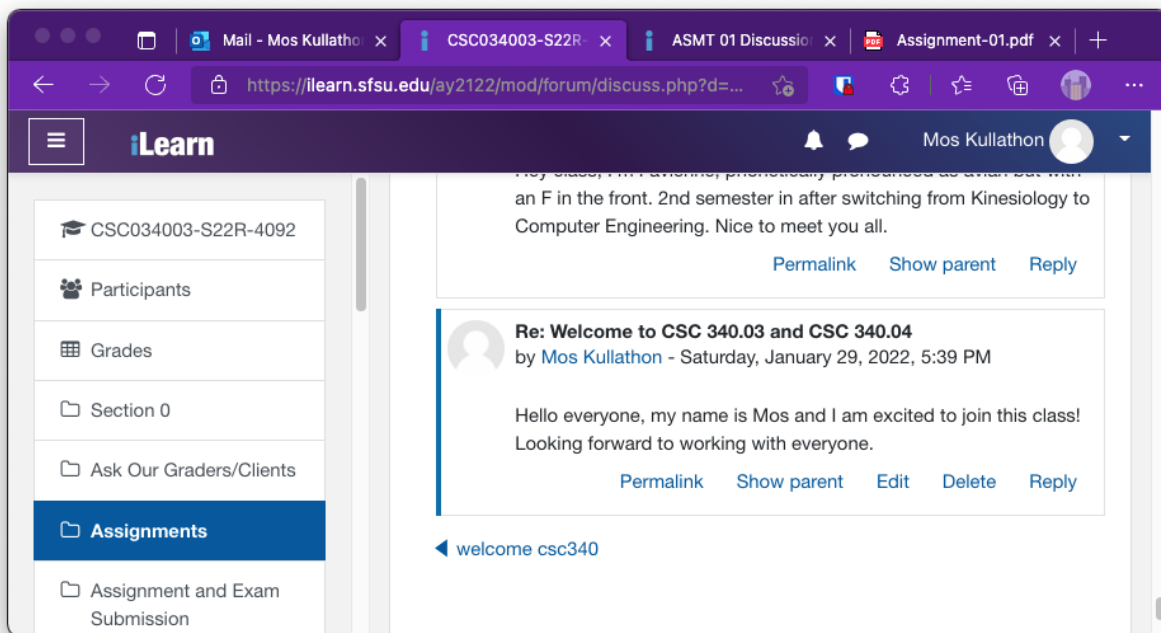 Mail - Mos Kullatho
CSC034003-S22R-
ASMT 01 Discussio
PDF
Assignment-01.pdf
https://ilearn.sfsu.edu/ay2122/mod/forum/discuss.php?d=...
iLearn
Mos Kullathon
CSC034003-S22R-4092
Participants
Grades
Section 0
Ask Our Graders/Clients
Assignments
Assignment and Exam
Submission
an F in the front. 2nd semester in after switching from Kinesiology to
Computer Engineering. Nice to meet you all.
Permalink Show parent Reply
Re: Welcome to CSC 340.03 and CSC 340.04
by Mos Kullathon - Saturday, January 29, 2022, 5:39 PM
Hello everyone, my name is Mos and I am excited to join this class!
Looking forward to working with everyone.
Permalink Show parent Edit Delete Reply
welcome csc340